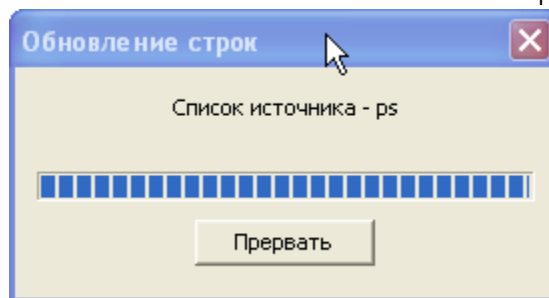 Обновление строк
Список источника - ps
Прервать